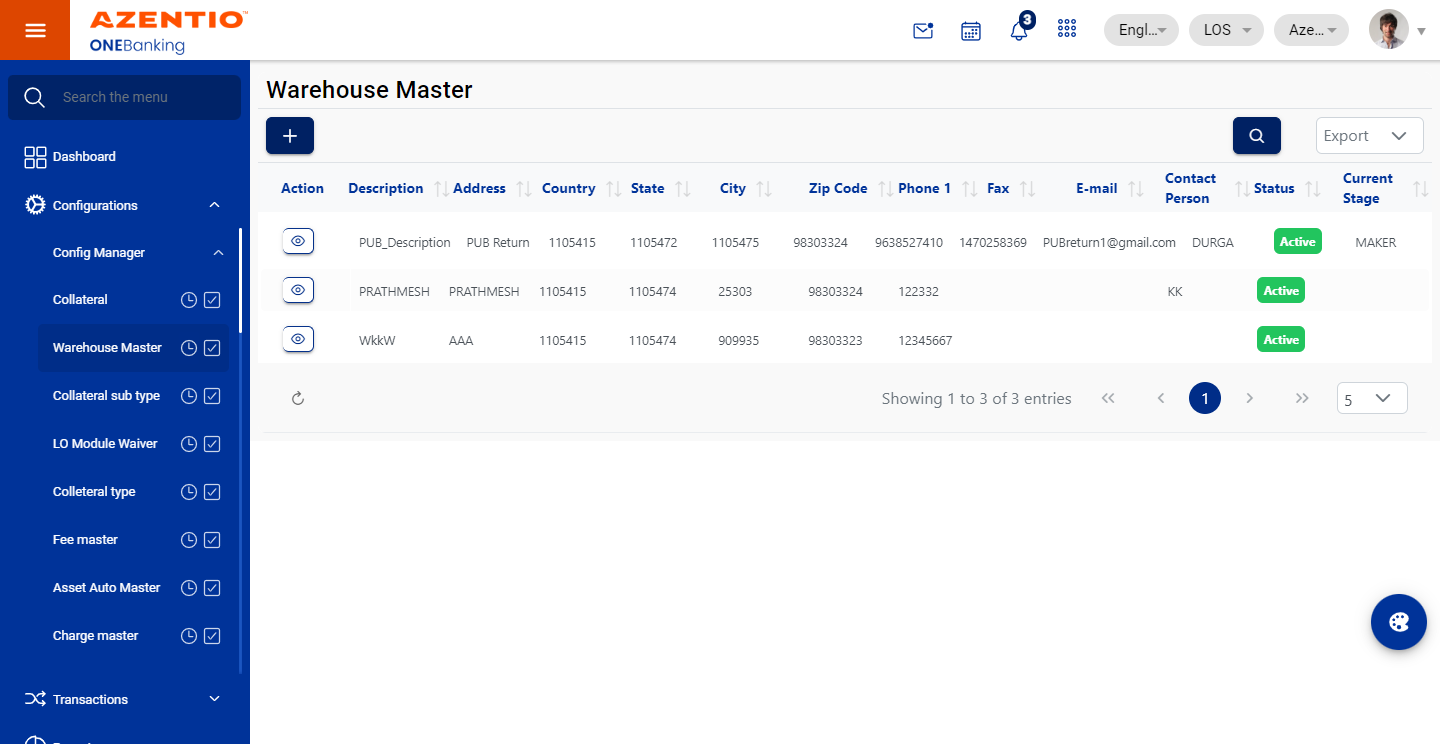 AZENTIO™
ONEBanking
3
Engl...
LOS
Aze...
Search the menu
Dashboard
Configurations
Config Manager
Collateral
Warehouse Master
Collateral sub type
LO Module Waiver
Colleteral type
Fee master
Asset Auto Master
Charge master
Transactions
Warehouse Master
Export
Action Description Address Country State City Zip Code Phone 1 Fax E-mail Contact Person Status Current Stage
PUB_Description PUB Return 1105415 1105472 1105475 98303324 9638527410 1470258369 PUBreturn1@gmail.com DURGA Active MAKER
PRATHMESH PRATHMESH 1105415 1105474 25303 98303324 122332 KK Active
WkkW AAA 1105415 1105474 909935 98303323 12345667 Active
Showing 1 to 3 of 3 entries
1
5